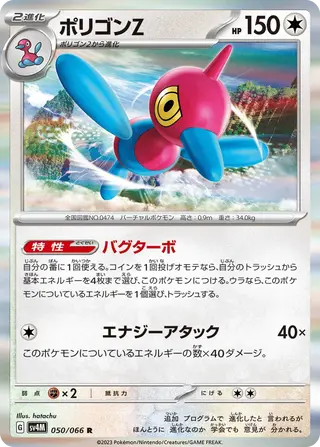 2進化
ポリゴンZ
HP 150
ポリゴン2から進化
全国図鑑NO.0474 バーチャルポケモン 高さ:0.9m 重さ:34.0kg
特性 バグターボ
自分の番に1回使える。コインを1回投げオモテなら、自分のトラッシュから
基本エネルギーを4枚まで選び、このポケモンにつける。ウラなら、このポケ
モンについているエネルギーを1個選び、トラッシュする。
エナジーアタック 40×
このポケモンについているエネルギーの数×40ダメージ。
弱点 ×2 抵抗力 にげる
Illus. hatachu
G sv4M 050/066 R
追加 プログラムで 進化 していると
言われるが ほんとうに 進化なのか
学会でも 意見が 分かれる。
©2023 Pokémon/Nintendo/Creatures/GAME FREAK.